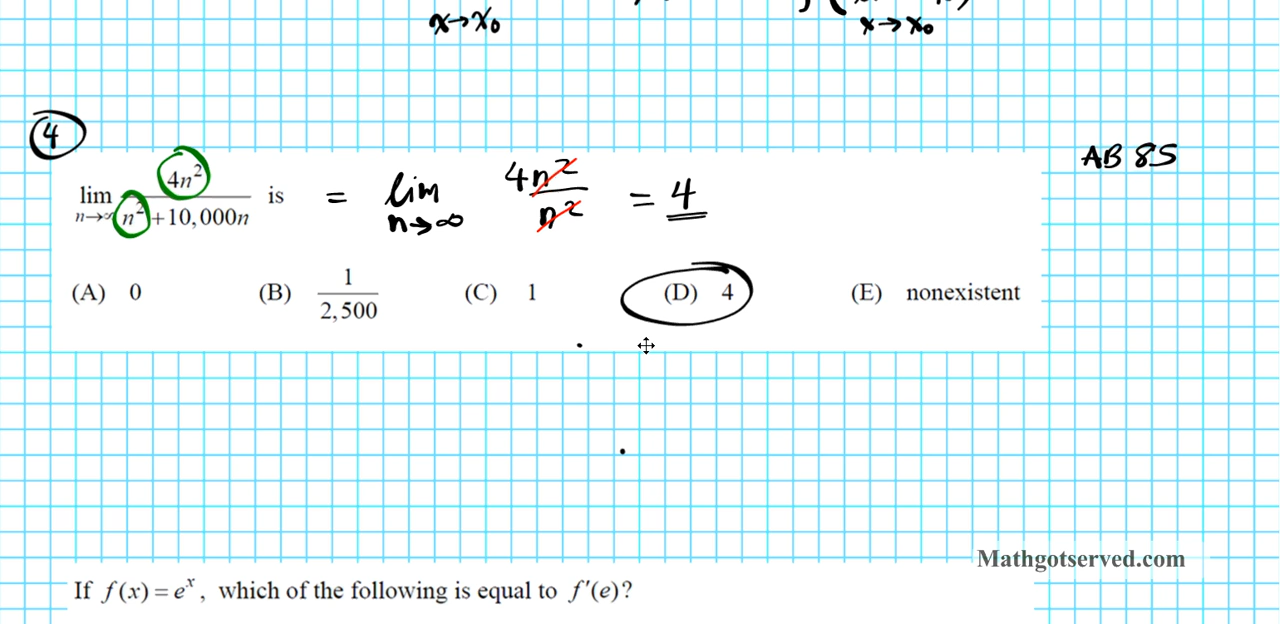 x→x₀ x→x₀
④
AB 85
lim n→∞ 4n² / n² + 10,000n is = lim n→∞ 4n² / n² = 4
(A) 0 (B) 1/2,500 (C) 1 (D) 4 (E) nonexistent
Mathgotserved.com
If f(x) = eˣ, which of the following is equal to f′(e)?